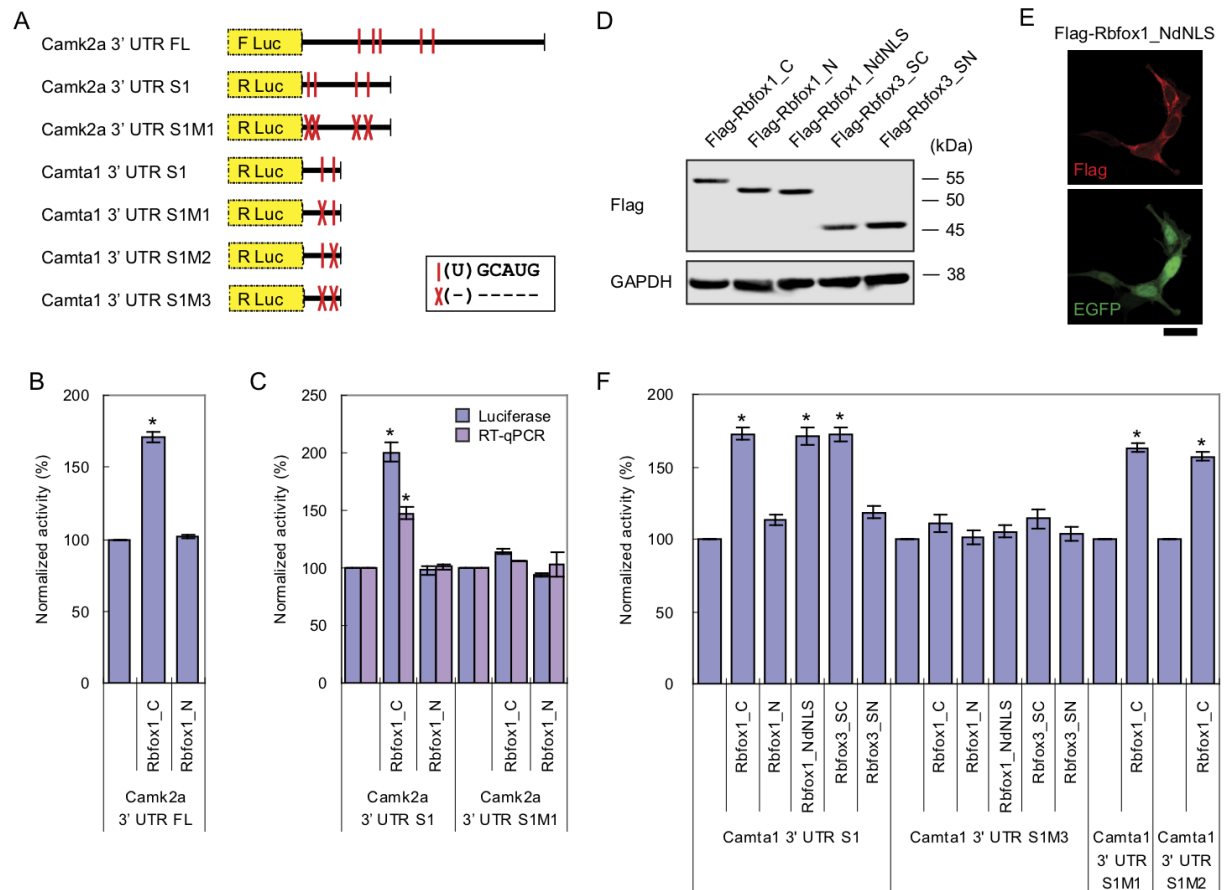 A
Camk2a 3' UTR FL
F Luc
Camk2a 3' UTR S1
R Luc
Camk2a 3' UTR S1M1
R Luc
Camta1 3' UTR S1
R Luc
Camta1 3' UTR S1M1
R Luc
Camta1 3' UTR S1M2
R Luc
Camta1 3' UTR S1M3
R Luc
(U)GCAUG
(-)-----
D
Flag-Rbfox1_C
Flag-Rbfox1_N
Flag-Rbfox1_NdNLS
Flag-Rbfox3_SC
Flag-Rbfox3_SN
(kDa)
Flag
55
50
45
GAPDH
38
E
Flag-Rbfox1_NdNLS
Flag
EGFP
B
Normalized activity (%)
200
150
100
50
0
*
Rbfox1_C
Rbfox1_N
Camk2a
3' UTR FL
C
Normalized activity (%)
250
200
150
100
50
0
Luciferase
RT-qPCR
*
*
Rbfox1_C
Rbfox1_N
Rbfox1_C
Rbfox1_N
Camk2a
3' UTR S1
Camk2a
3' UTR S1M1
F
Normalized activity (%)
200
150
100
50
0
*
*
*
*
*
Rbfox1_C
Rbfox1_N
Rbfox1_NdNLS
Rbfox3_SC
Rbfox3_SN
Rbfox1_C
Rbfox1_N
Rbfox1_NdNLS
Rbfox3_SC
Rbfox3_SN
Rbfox1_C
Rbfox1_C
Camta1 3' UTR S1
Camta1 3' UTR S1M3
Camta1
3' UTR
S1M1
Camta1
3' UTR
S1M2